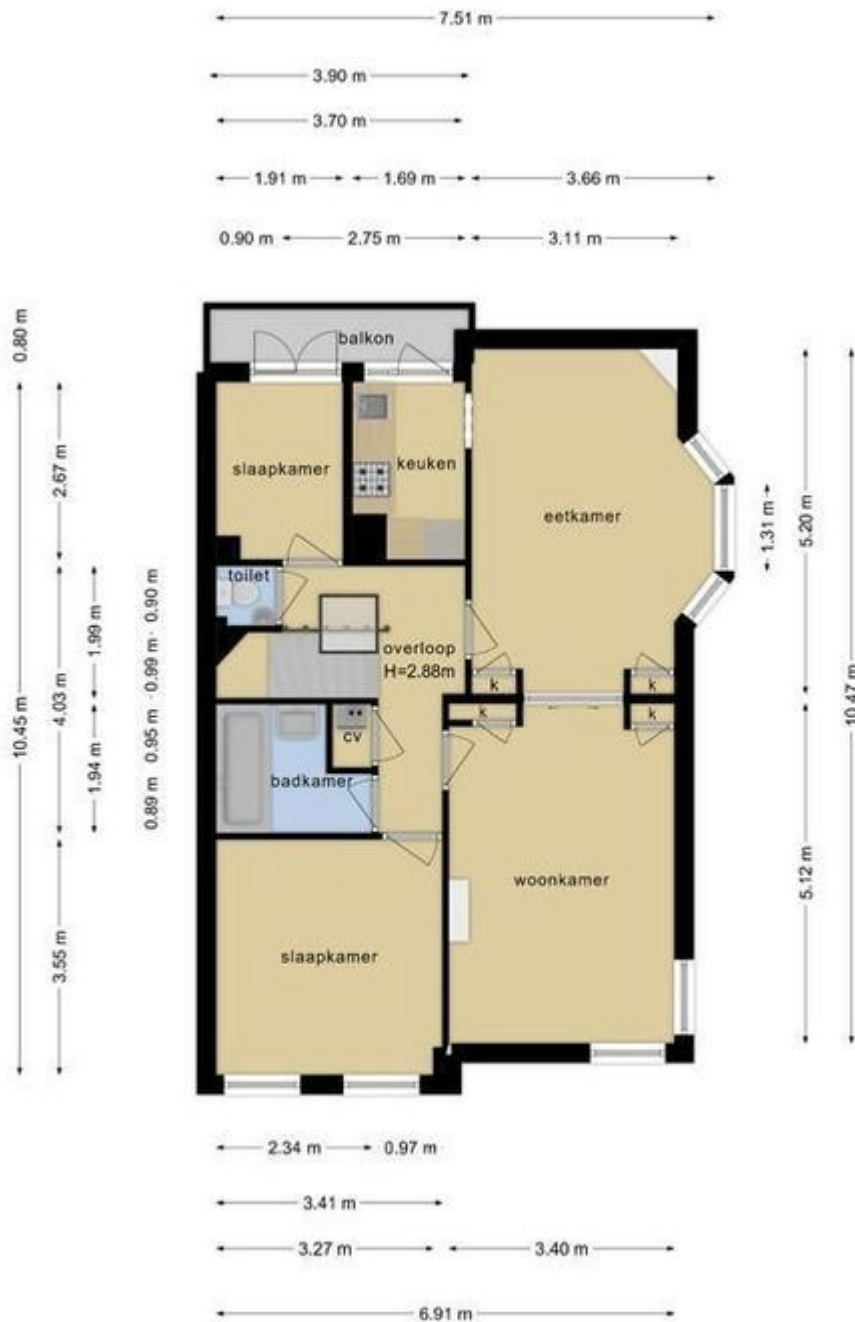 7.51 m
3.90 m
3.70 m
1.91 m
1.69 m
3.66 m
0.90 m
2.75 m
3.11 m
0.80 m
balkon
2.67 m
slaapkamer
keuken
eetkamer
1.31 m
5.20 m
toilet
0.90 m
1.99 m
overloop
H=2.88m
0.99 m
4.03 m
10.45 m
10.47 m
k
k
k
k
cv
0.95 m
1.94 m
badkamer
0.89 m
woonkamer
5.12 m
3.55 m
slaapkamer
2.34 m
0.97 m
3.41 m
3.27 m
3.40 m
6.91 m